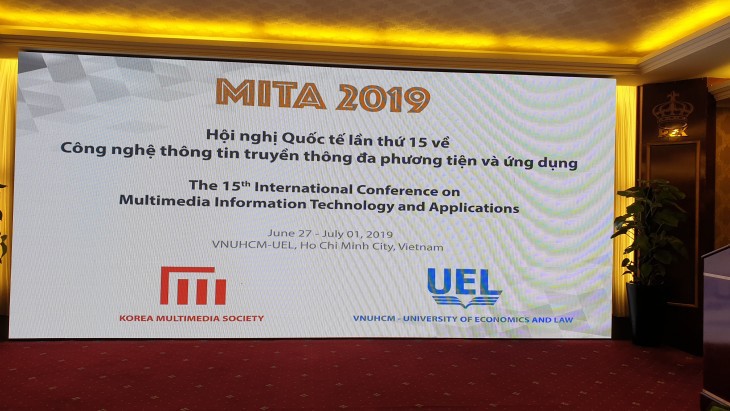 MITA 2019
Hội nghị Quốc tế lần thứ 15 về
Công nghệ thông tin truyền thông đa phương tiện và ứng dụng
The 15th International Conference on
Multimedia Information Technology and Applications
June 27 - July 01, 2019
VNUHCM-UEL, Ho Chi Minh City, Vietnam
KOREA MULTIMEDIA SOCIETY
UEL
VNUHCM - UNIVERSITY OF ECONOMICS AND LAW